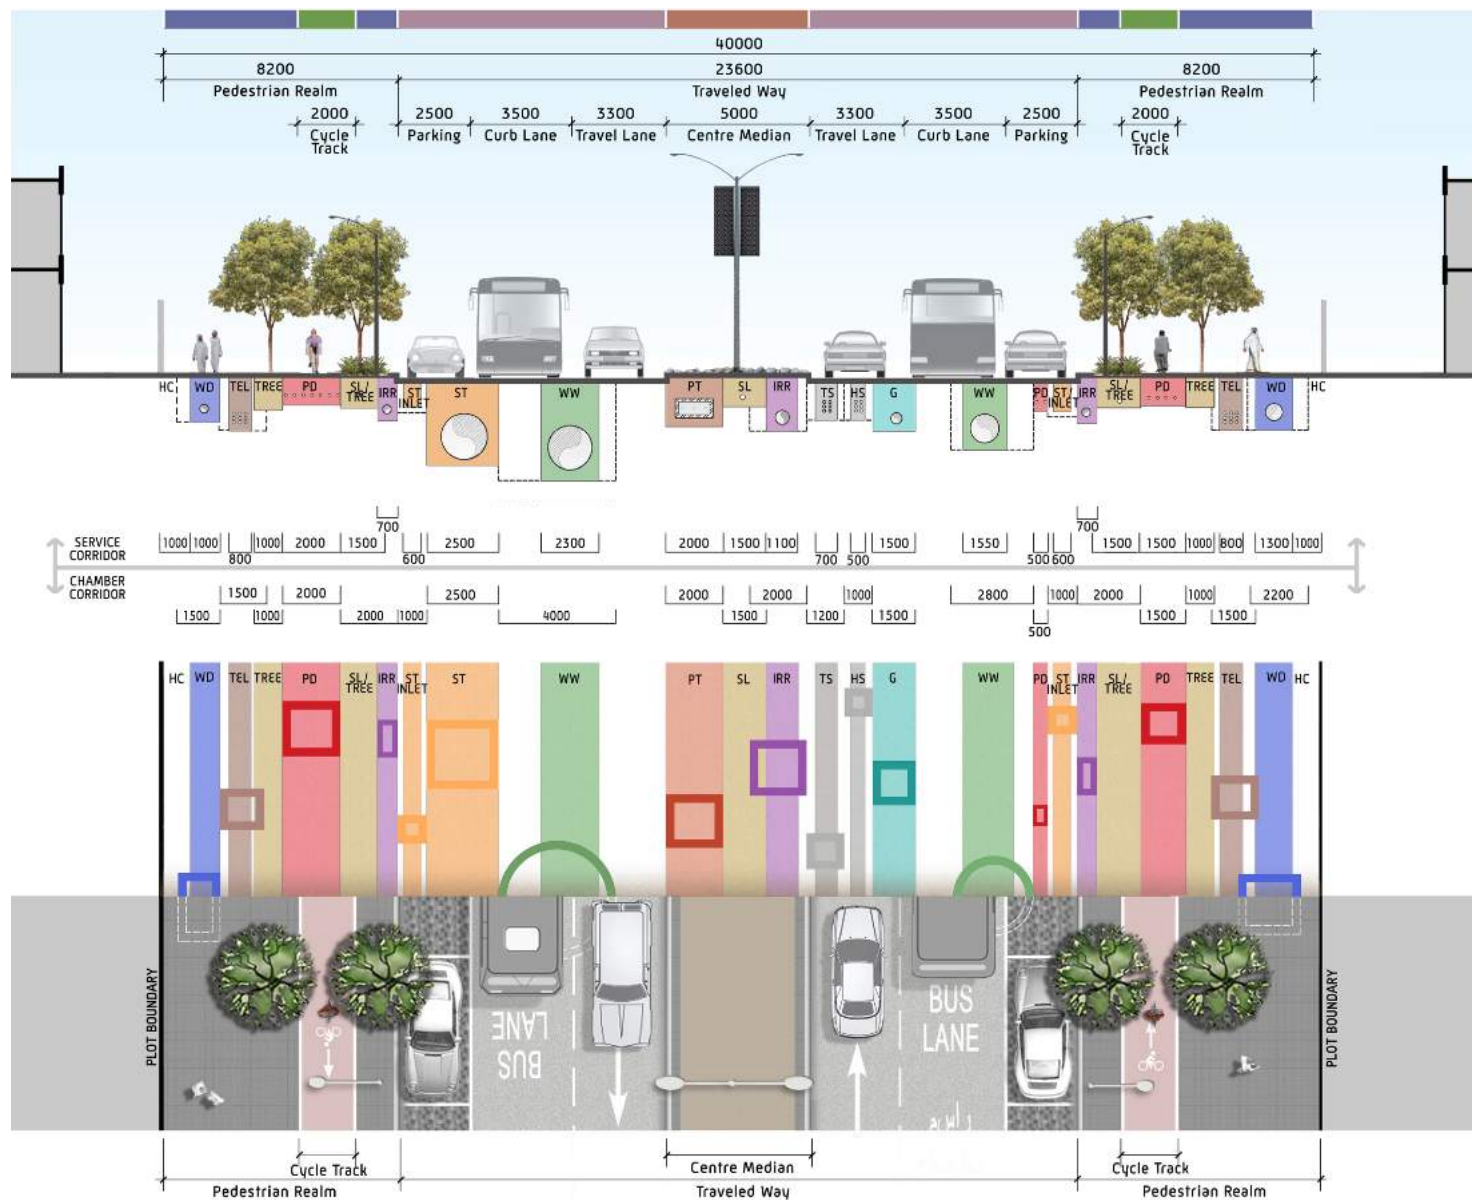 40000
8200 23600 8200
Pedestrian Realm Traveled Way Pedestrian Realm
2000 2500 3500 3300 5000 3300 3500 2500 2000
Cycle Track Parking Curb Lane Travel Lane Centre Median Travel Lane Curb Lane Parking Cycle Track
HC WD TEL TREE PD SL/ TREE IRR ST INLET ST WW PT SL IRR TS HS G WW PD ST/ INLET IRR SL/ TREE PD TREE TEL WD HC
700 700
SERVICE CORRIDOR
1000 1000 800 1000 2000 1500 600 2500 2300 2000 1500 1100 700 500 1500 1550 500 600 1500 1500 1000 800 1300 1000
CHAMBER CORRIDOR
1500 2000 2500 2000 2000 1000 2800 1000 2000 1000 2200
1500 1000 2000 1000 4000 1500 1200 1500 500 1500 1500
HC WD TEL TREE PD SL/ TREE IRR ST INLET ST WW PT SL IRR TS HS G WW PD ST INLET IRR SL/ TREE PD TREE TEL WD HC
PLOT BOUNDARY
BUS
LANE
BUS
LANE
PLOT BOUNDARY
Cycle Track Centre Median Cycle Track
Pedestrian Realm Traveled Way Pedestrian Realm